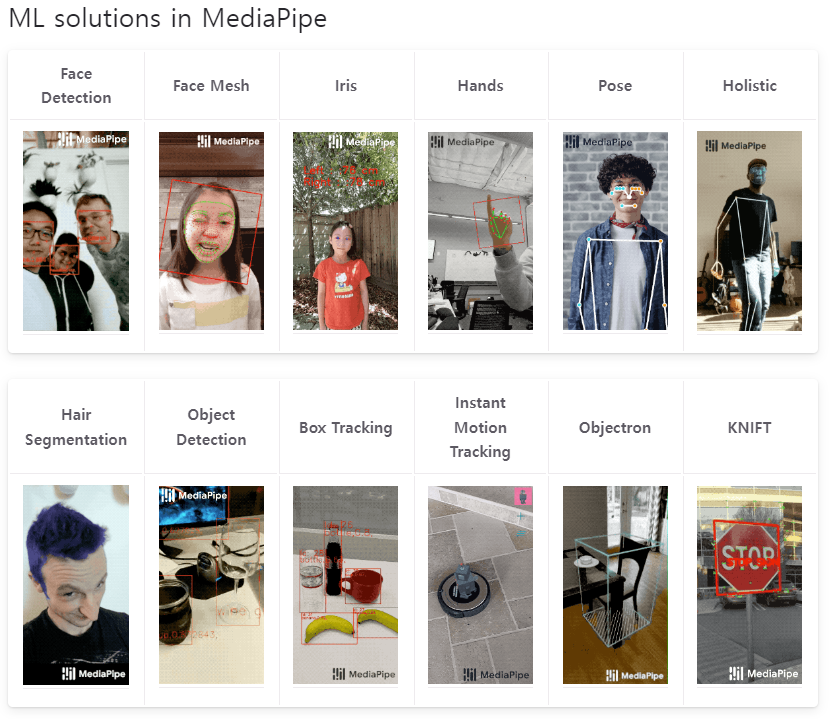 ML solutions in MediaPipe
Face
Detection
Face Mesh
Iris
Hands
Pose
Holistic
MediaPipe
MediaPipe
MediaPipe
MediaPipe
MediaPipe
MediaPipe
Hair
Segmentation
Object
Detection
Box Tracking
Instant
Motion
Tracking
Objectron
KNIFT
MediaPipe
STOP
MediaPipe
MediaPipe
MediaPipe
MediaPipe
MediaPipe